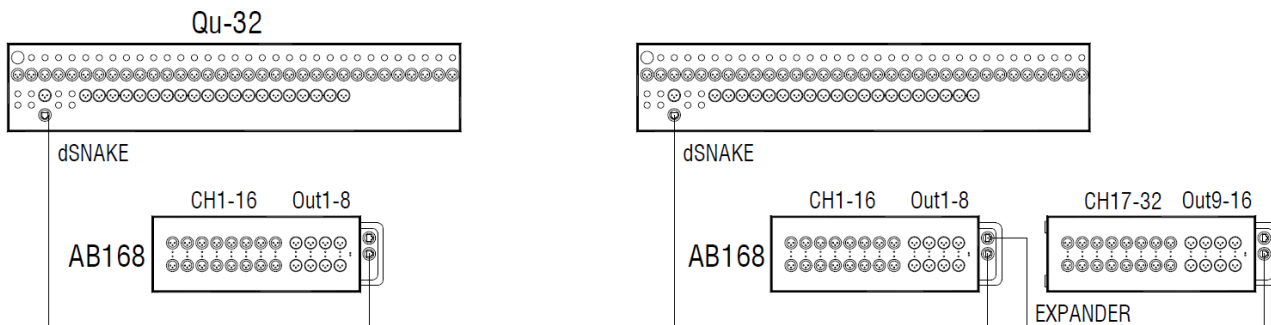 Qu-32
dSNAKE
dSNAKE
CH1-16 Out1-8
CH1-16 Out1-8
CH17-32 Out9-16
AB168
AB168
EXPANDER